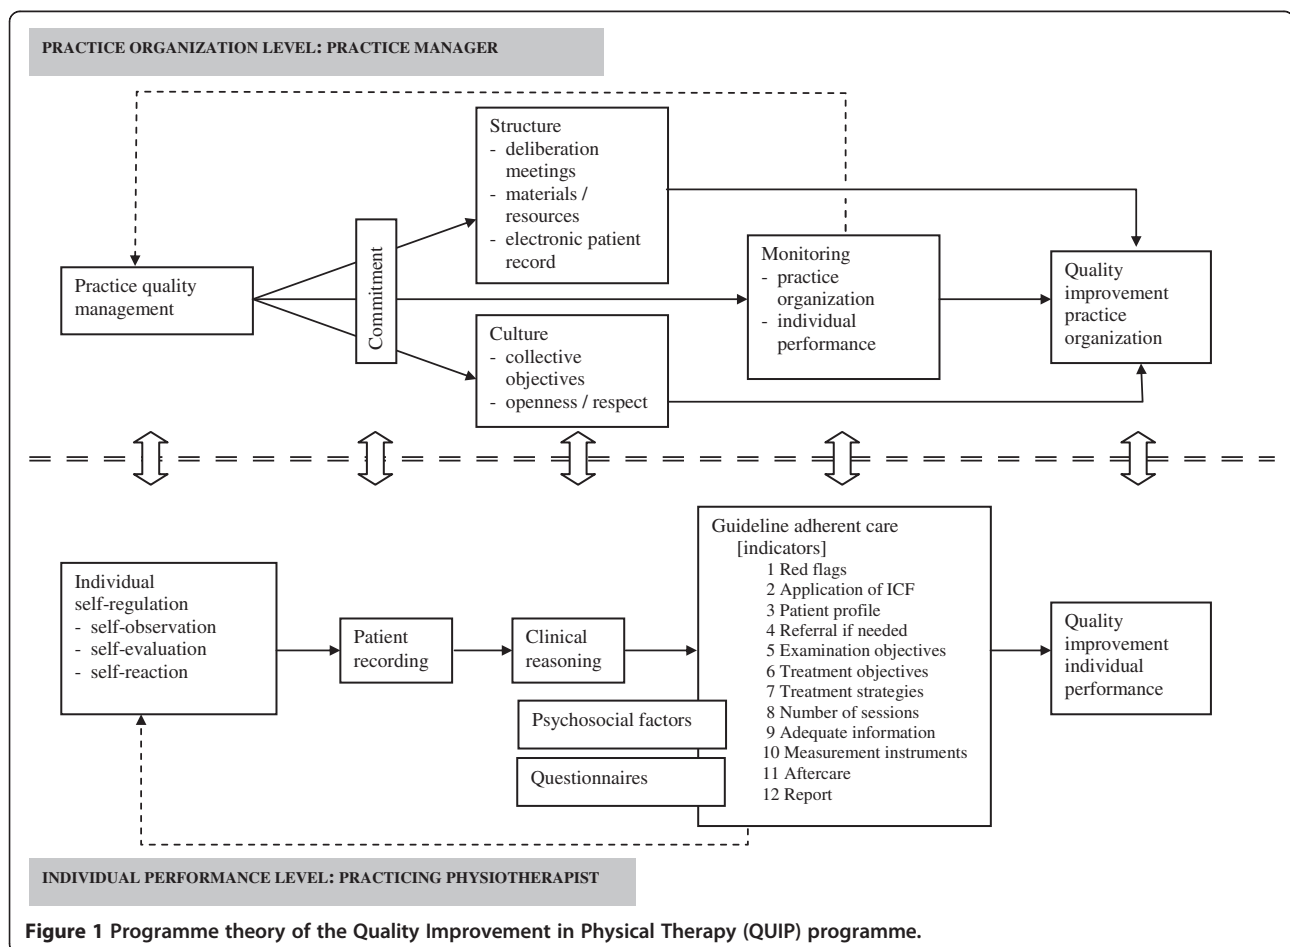 PRACTICE ORGANIZATION LEVEL: PRACTICE MANAGER
Structure
- deliberation
meetings
- materials /
resources
- electronic patient
record
Practice quality
management
Commitment
Monitoring
- practice
organization
- individual
performance
Quality
improvement
practice
organization
Culture
- collective
objectives
- openness / respect
Individual
self-regulation
- self-observation
- self-evaluation
- self-reaction
Patient
recording
Clinical
reasoning
Psychosocial factors
Questionnaires
Guideline adherent care
[indicators]
1 Red flags
2 Application of ICF
3 Patient profile
4 Referral if needed
5 Examination objectives
6 Treatment objectives
7 Treatment strategies
8 Number of sessions
9 Adequate information
10 Measurement instruments
11 Aftercare
12 Report
Quality
improvement
individual
performance
INDIVIDUAL PERFORMANCE LEVEL: PRACTICING PHYSIOTHERAPIST
Figure 1 Programme theory of the Quality Improvement in Physical Therapy (QUIP) programme.